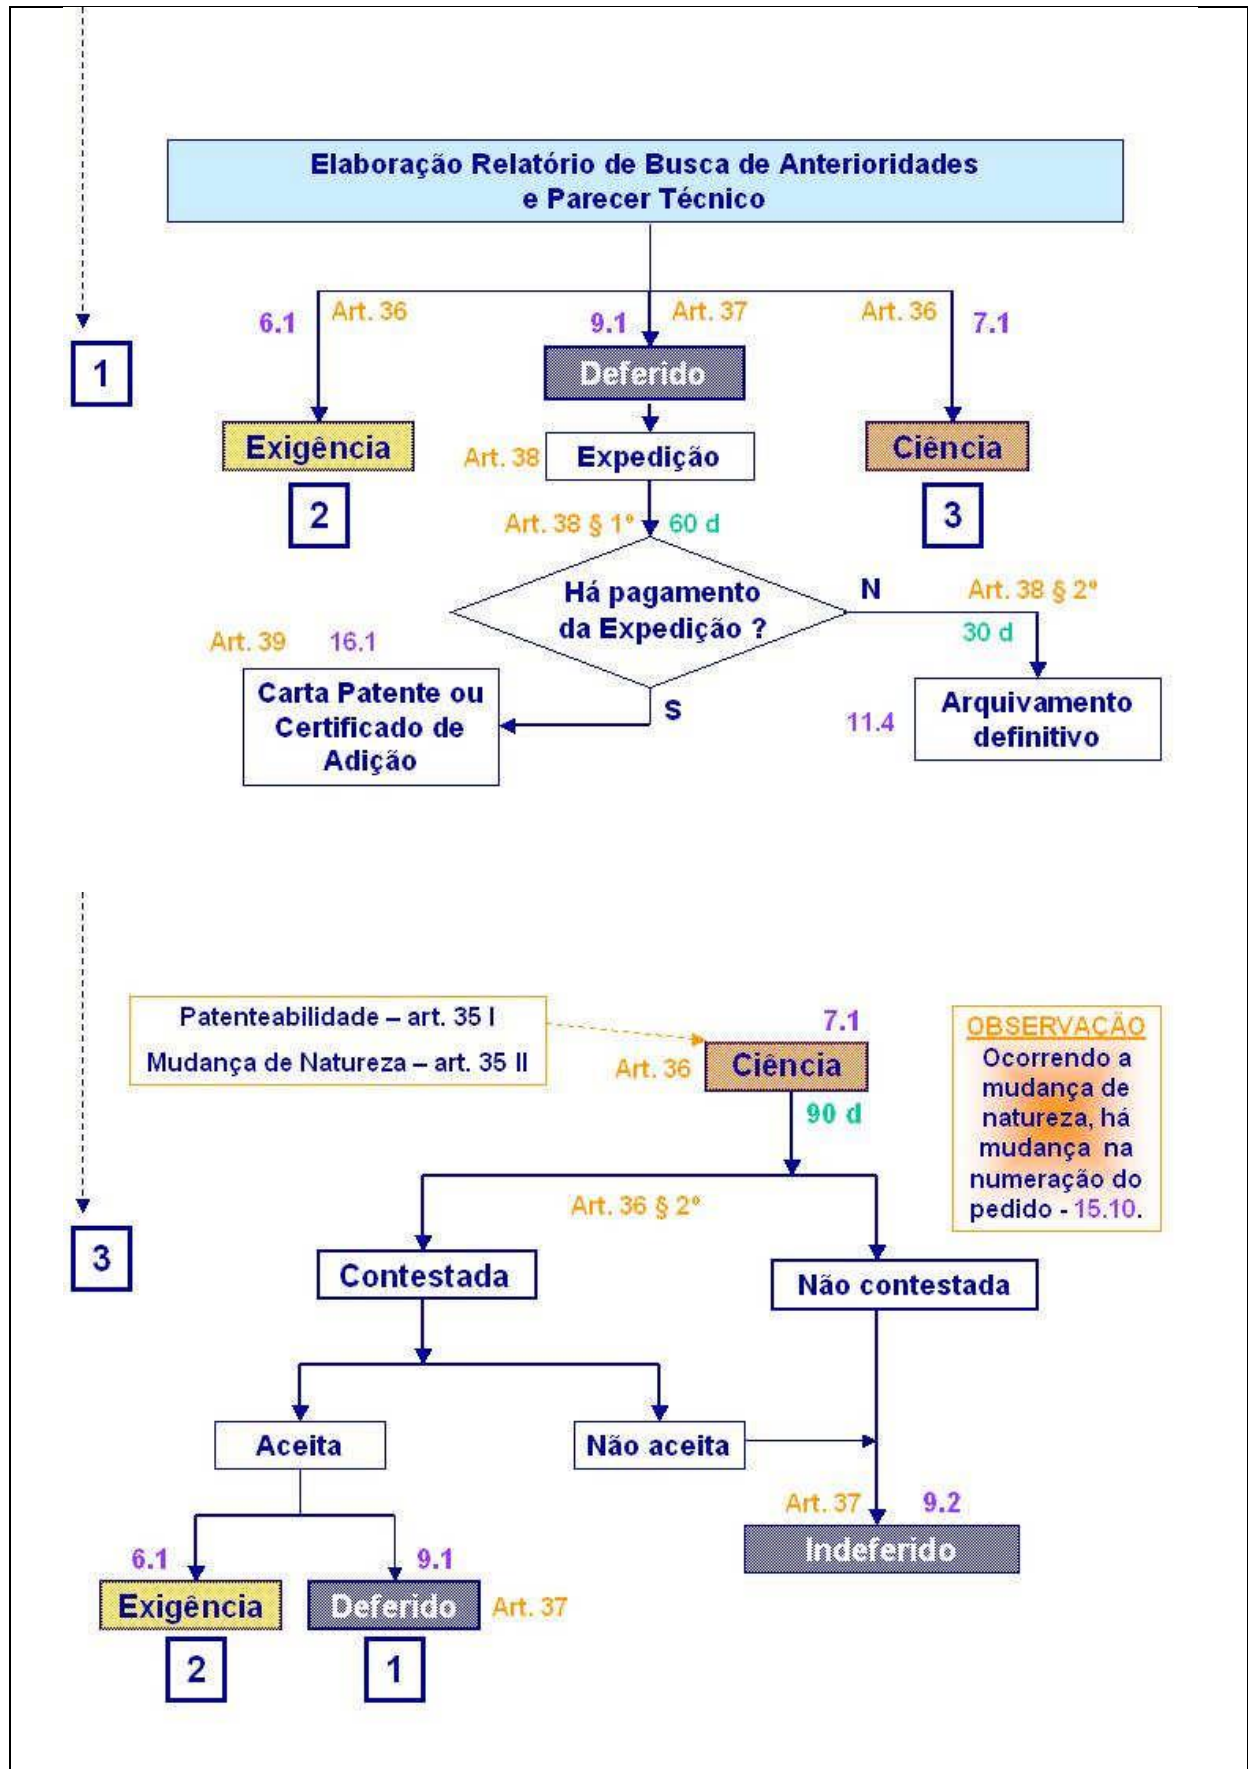 Elaboração Relatório de Busca de Anterioridades
e Parecer Técnico
6.1
Art. 36
9.1
Art. 37
Art. 36
7.1
1
Deferido
Exigência
Art. 38
Expedição
Ciência
2
3
Art. 38 § 1º
60 d
Há pagamento
da Expedição ?
N
Art. 38 § 2º
30 d
Art. 39
16.1
Carta Patente ou
Certificado de
Adição
S
11.4
Arquivamento
definitivo
Patenteabilidade – art. 35 I
Mudança de Natureza – art. 35 II
7.1
Art. 36
Ciência
90 d
OBSERVAÇÃO
Ocorrendo a
mudança de
natureza, há
mudança na
numeração do
pedido - 15.10.
Art. 36 § 2º
3
Contestada
Não contestada
Aceita
Não aceita
Art. 37
9.2
Indeferido
6.1
9.1
Exigência
Deferido
Art. 37
2
1